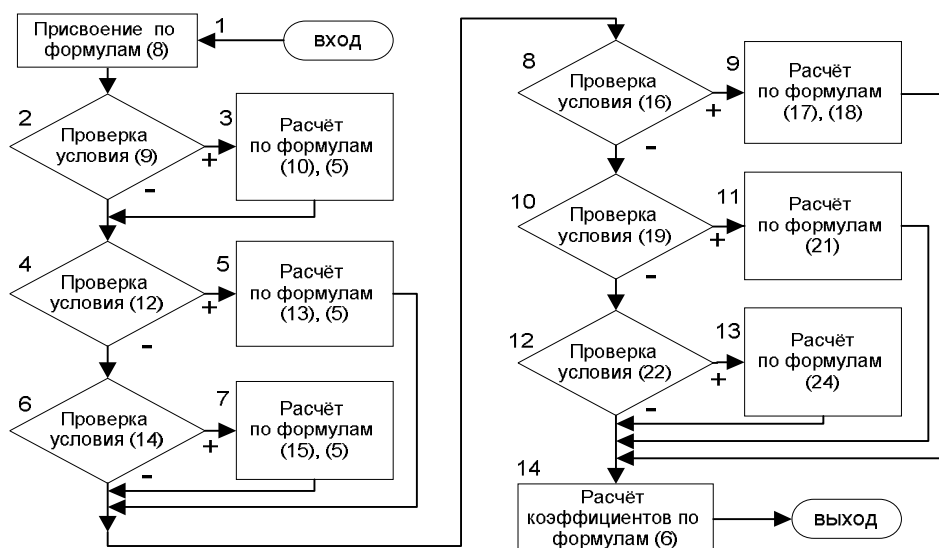 1
Присвоение по
формулам (8)
вход
2
Проверка
условия (9)
+
-
3
Расчёт
по формулам
(10), (5)
4
Проверка
условия (12)
+
-
5
Расчёт
по формулам
(13), (5)
6
Проверка
условия (14)
+
-
7
Расчёт
по формулам
(15), (5)
8
Проверка
условия (16)
+
-
9
Расчёт
по формулам
(17), (18)
10
Проверка
условия (19)
+
-
11
Расчёт
по формулам
(21)
12
Проверка
условия (22)
+
-
13
Расчёт
по формулам
(24)
14
Расчёт
коэффициентов по
формулам (6)
выход